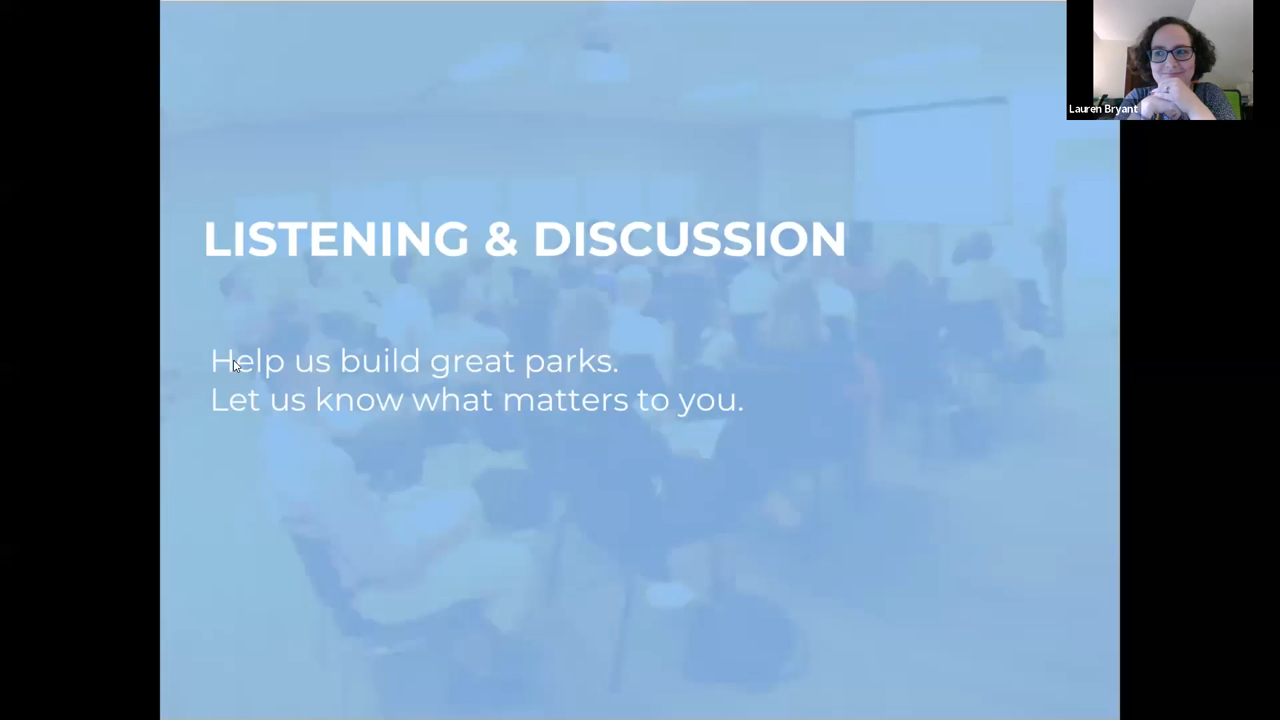 Lauren Bryant
LISTENING & DISCUSSION
Help us build great parks.
Let us know what matters to you.